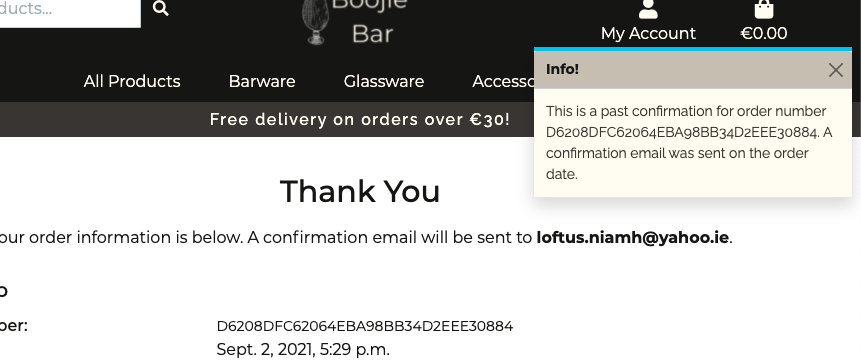 ducts...
Boojie
Bar
My Account
€0.00
All Products
Barware
Glassware
Accesso
Info!
This is a past confirmation for order number
D6208DFC62064EBA98BB34D2EEE30884. A
confirmation email was sent on the order
date.
Free delivery on orders over €30!
Thank You
our order information is below. A confirmation email will be sent to loftus.niamh@yahoo.ie.
o
ber:
D6208DFC62064EBA98BB34D2EEE30884
Sept. 2, 2021, 5:29 p.m.